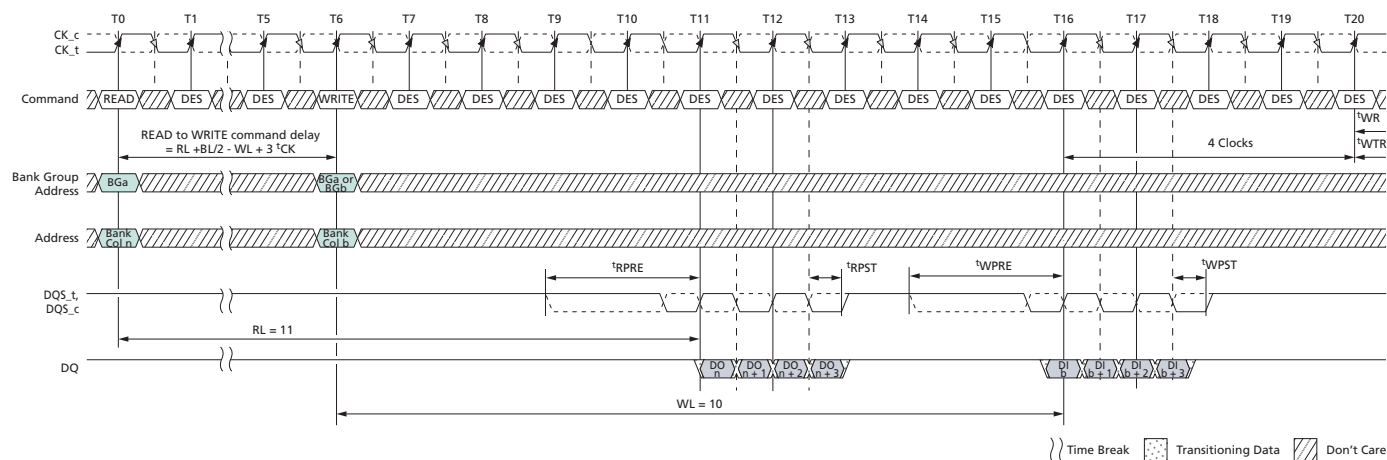 T0 T1 T5 T6 T7 T8 T9 T10 T11 T12 T13 T14 T15 T16 T17 T18 T19 T20
CK_c
CK_t
Command READ DES DES WRITE DES DES DES DES DES DES DES DES DES DES DES DES DES DES
tWR
READ to WRITE command delay
= RL +BL/2 - WL + 3 tCK
4 Clocks
tWTR
Bank Group
Address
BGa
BGa or
BGb
Address
Bank
Col n
Bank
Col b
tRPRE tRPST tWPRE tWPST
DQS_t,
DQS_c
RL = 11
DQ
DO
n
DO
n + 1
DO
n + 2
DO
n + 3
DI
b
DI
b + 1
DI
b + 2
DI
b + 3
WL = 10
Time Break Transitioning Data Don't Care